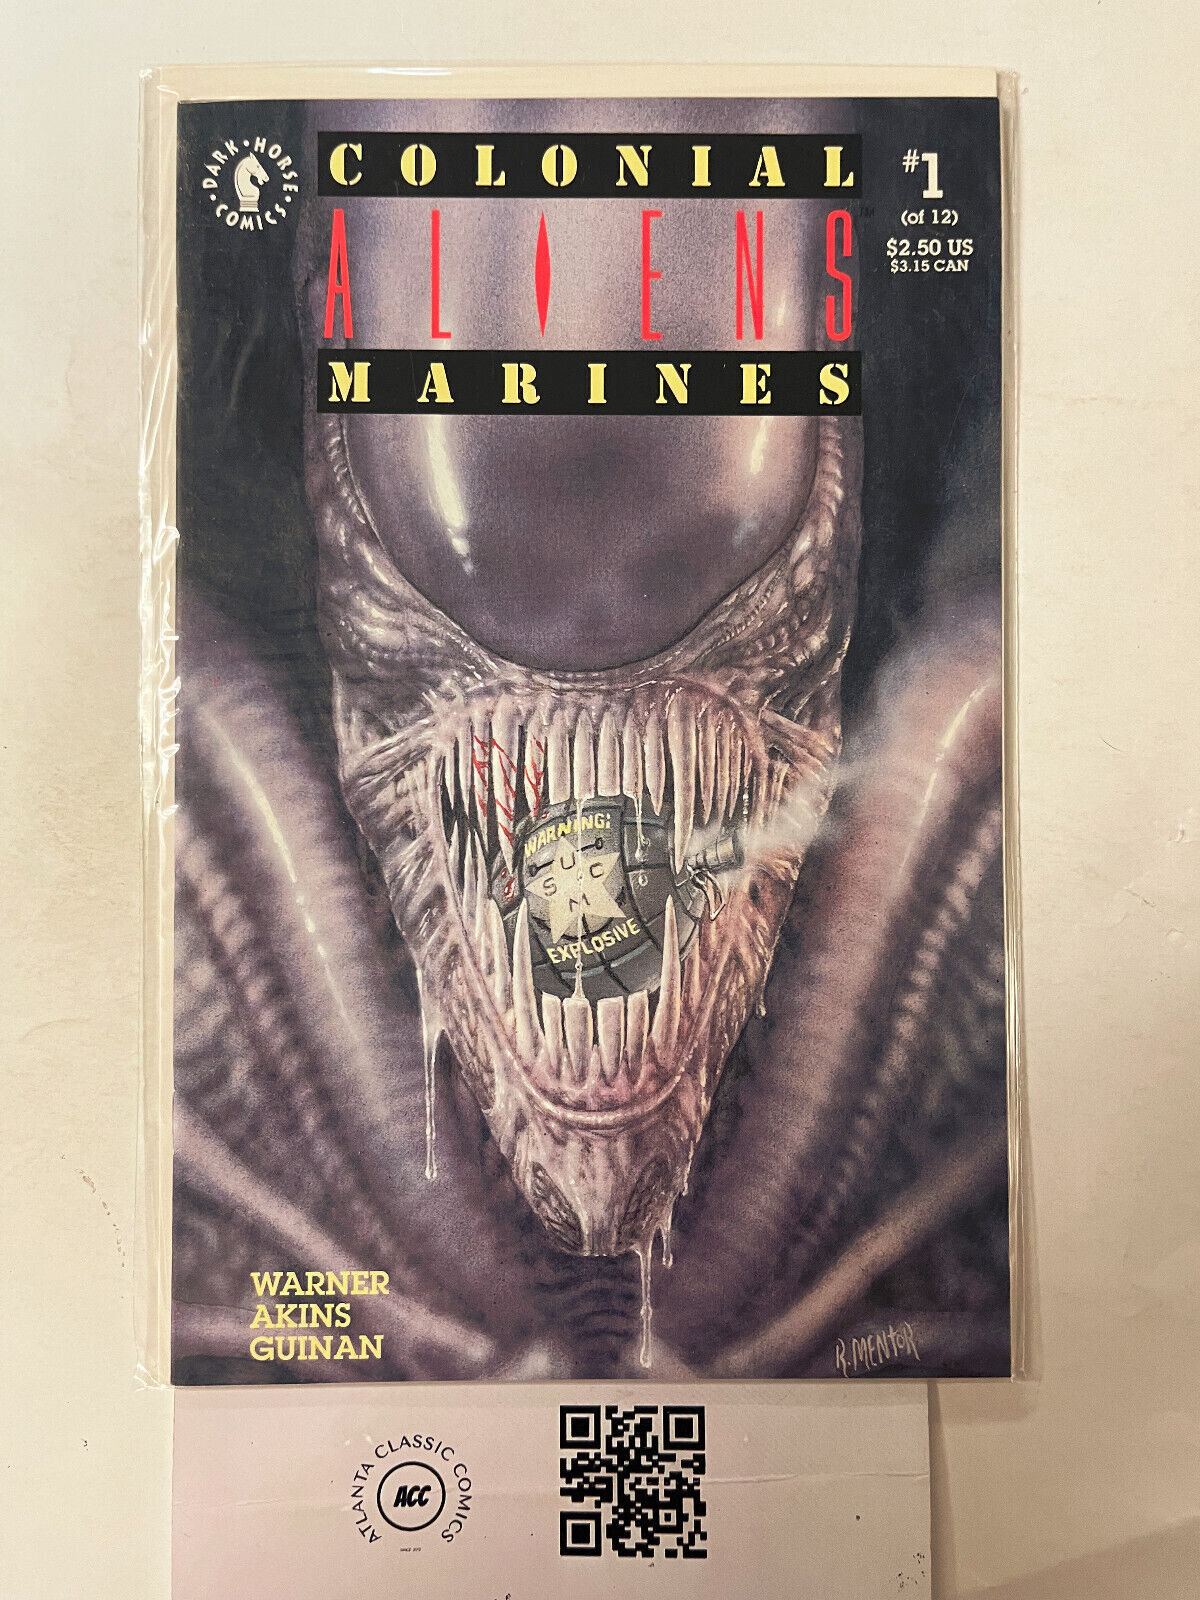 DARK • HORSE • COMICS •
COLONIAL
ALIENS™
MARINES
#1
(of 12)
$2.50 US
$3.15 CAN
WARNING:
U
S C
M
EXPLOSIVE
WARNER
AKINS
GUINAN
R. MENTOR
ATLANTA CLASSIC COMICS
ACC